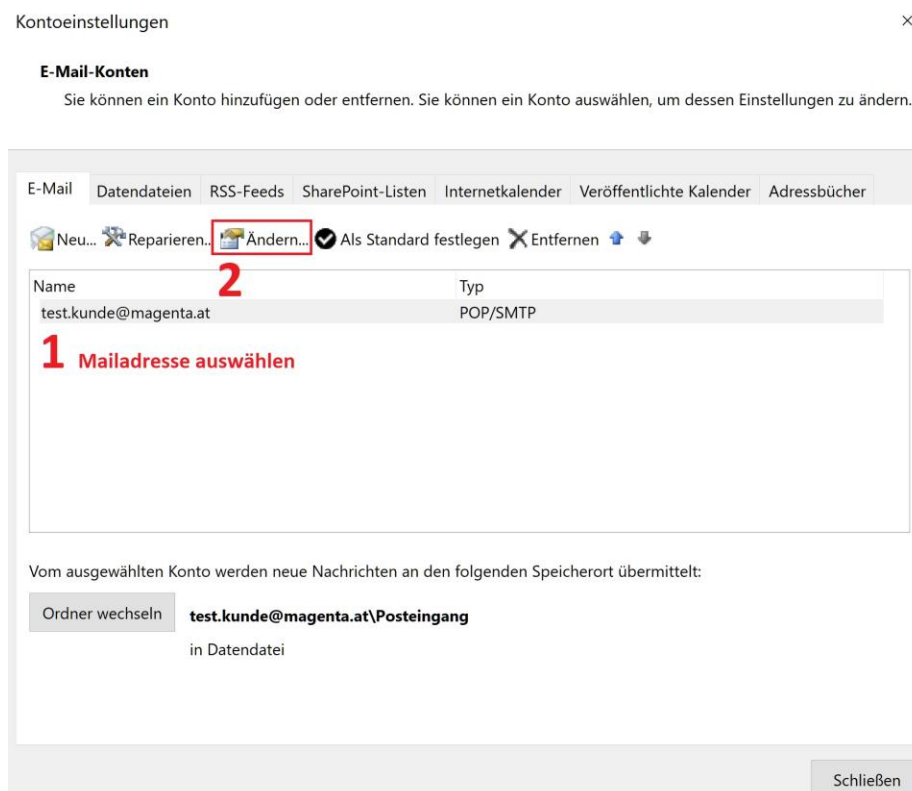 Kontoeinstellungen
E-Mail-Konten
Sie können ein Konto hinzufügen oder entfernen. Sie können ein Konto auswählen, um dessen Einstellungen zu ändern.
E-Mail Datendateien RSS-Feeds SharePoint-Listen Internetkalender Veröffentlichte Kalender Adressbücher
Neu... Reparieren... Ändern... Als Standard festlegen Entfernen
2
Name Typ
test.kunde@magenta.at POP/SMTP
1 Mailadresse auswählen
Vom ausgewählten Konto werden neue Nachrichten an den folgenden Speicherort übermittelt:
Ordner wechseln test.kunde@magenta.at\Posteingang
in Datendatei
Schließen